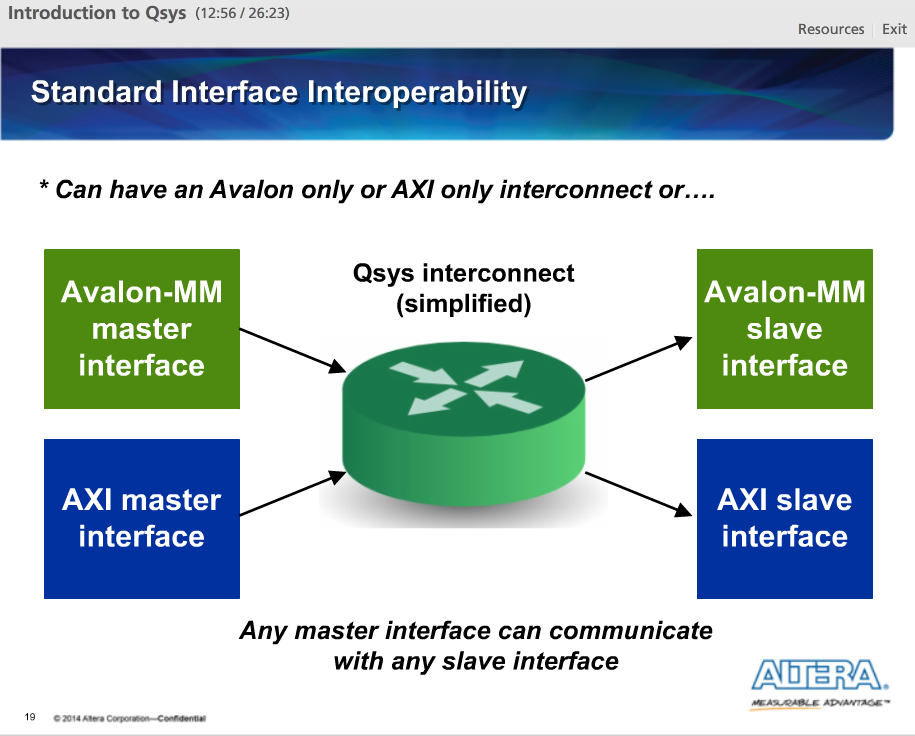 Introduction to Qsys (12:56 / 26:23)
Resources Exit
Standard Interface Interoperability
* Can have an Avalon only or AXI only interconnect or….
Avalon-MM
master
interface
Qsys interconnect
(simplified)
Avalon-MM
slave
interface
AXI master
interface
AXI slave
interface
Any master interface can communicate
with any slave interface
ALTERA®
MEASURABLE ADVANTAGE™
19 © 2014 Altera Corporation—Confidential